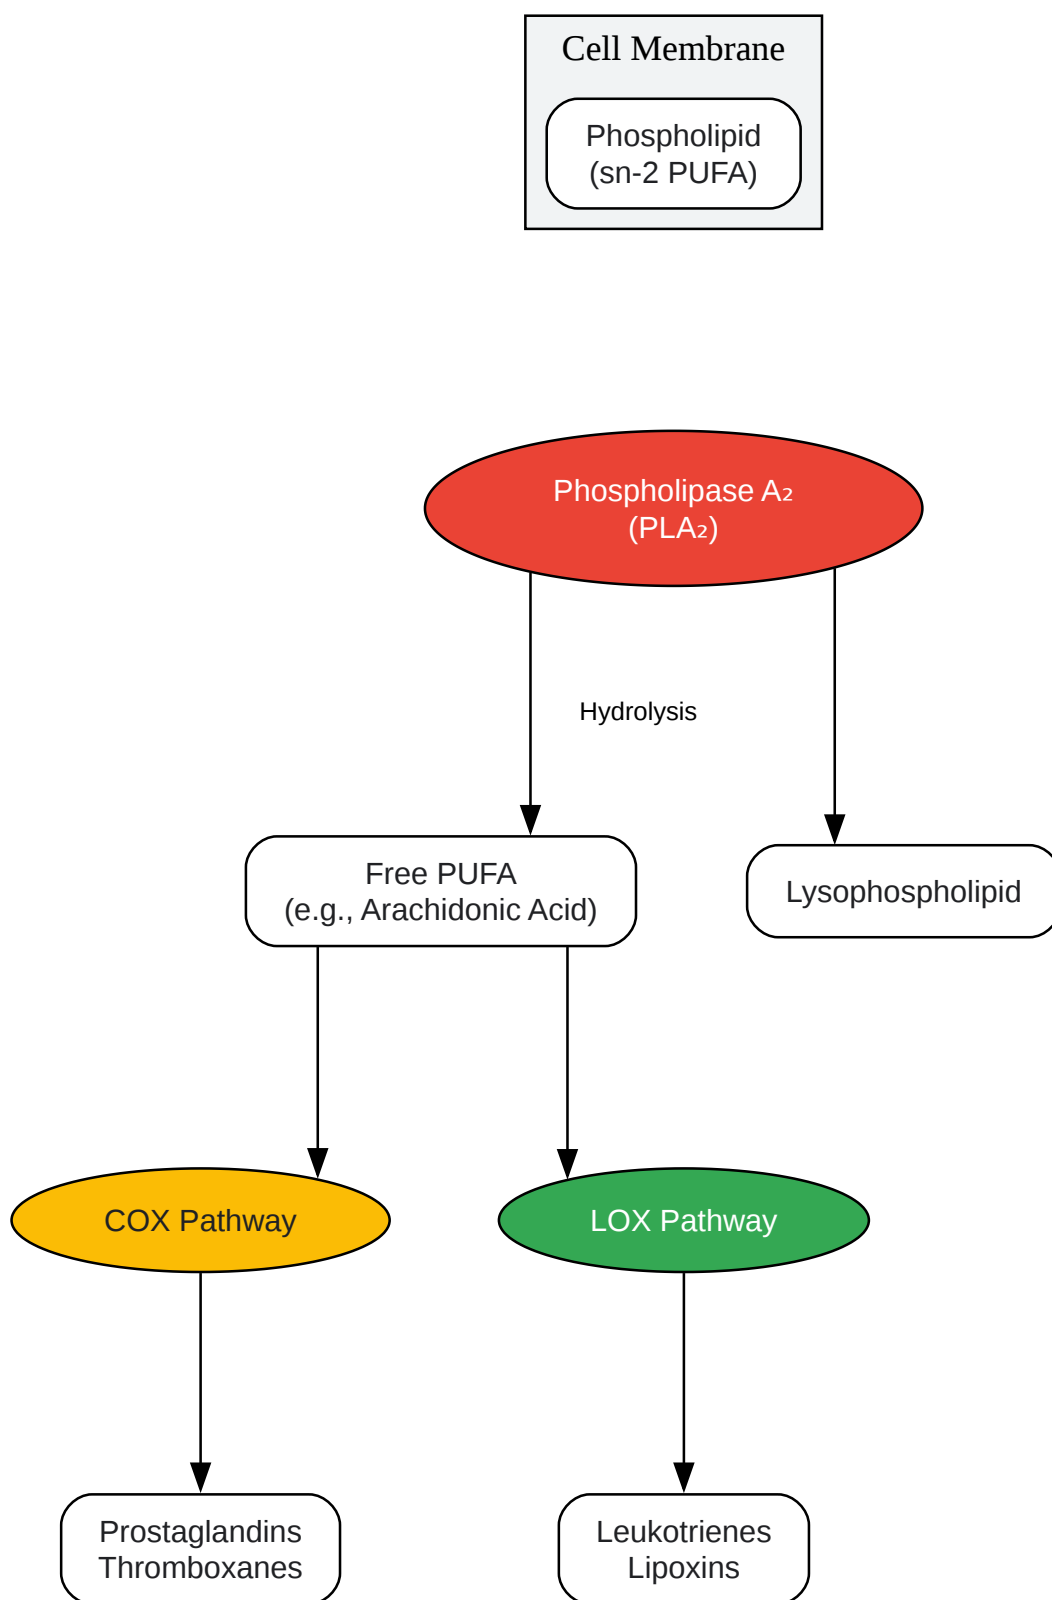 Cell Membrane
Phospholipid
(sn-2 PUFA)
Phospholipase A₂
(PLA₂)
Hydrolysis
Free PUFA
(e.g., Arachidonic Acid)
Lysophospholipid
COX Pathway
LOX Pathway
Prostaglandins
Thromboxanes
Leukotrienes
Lipoxins